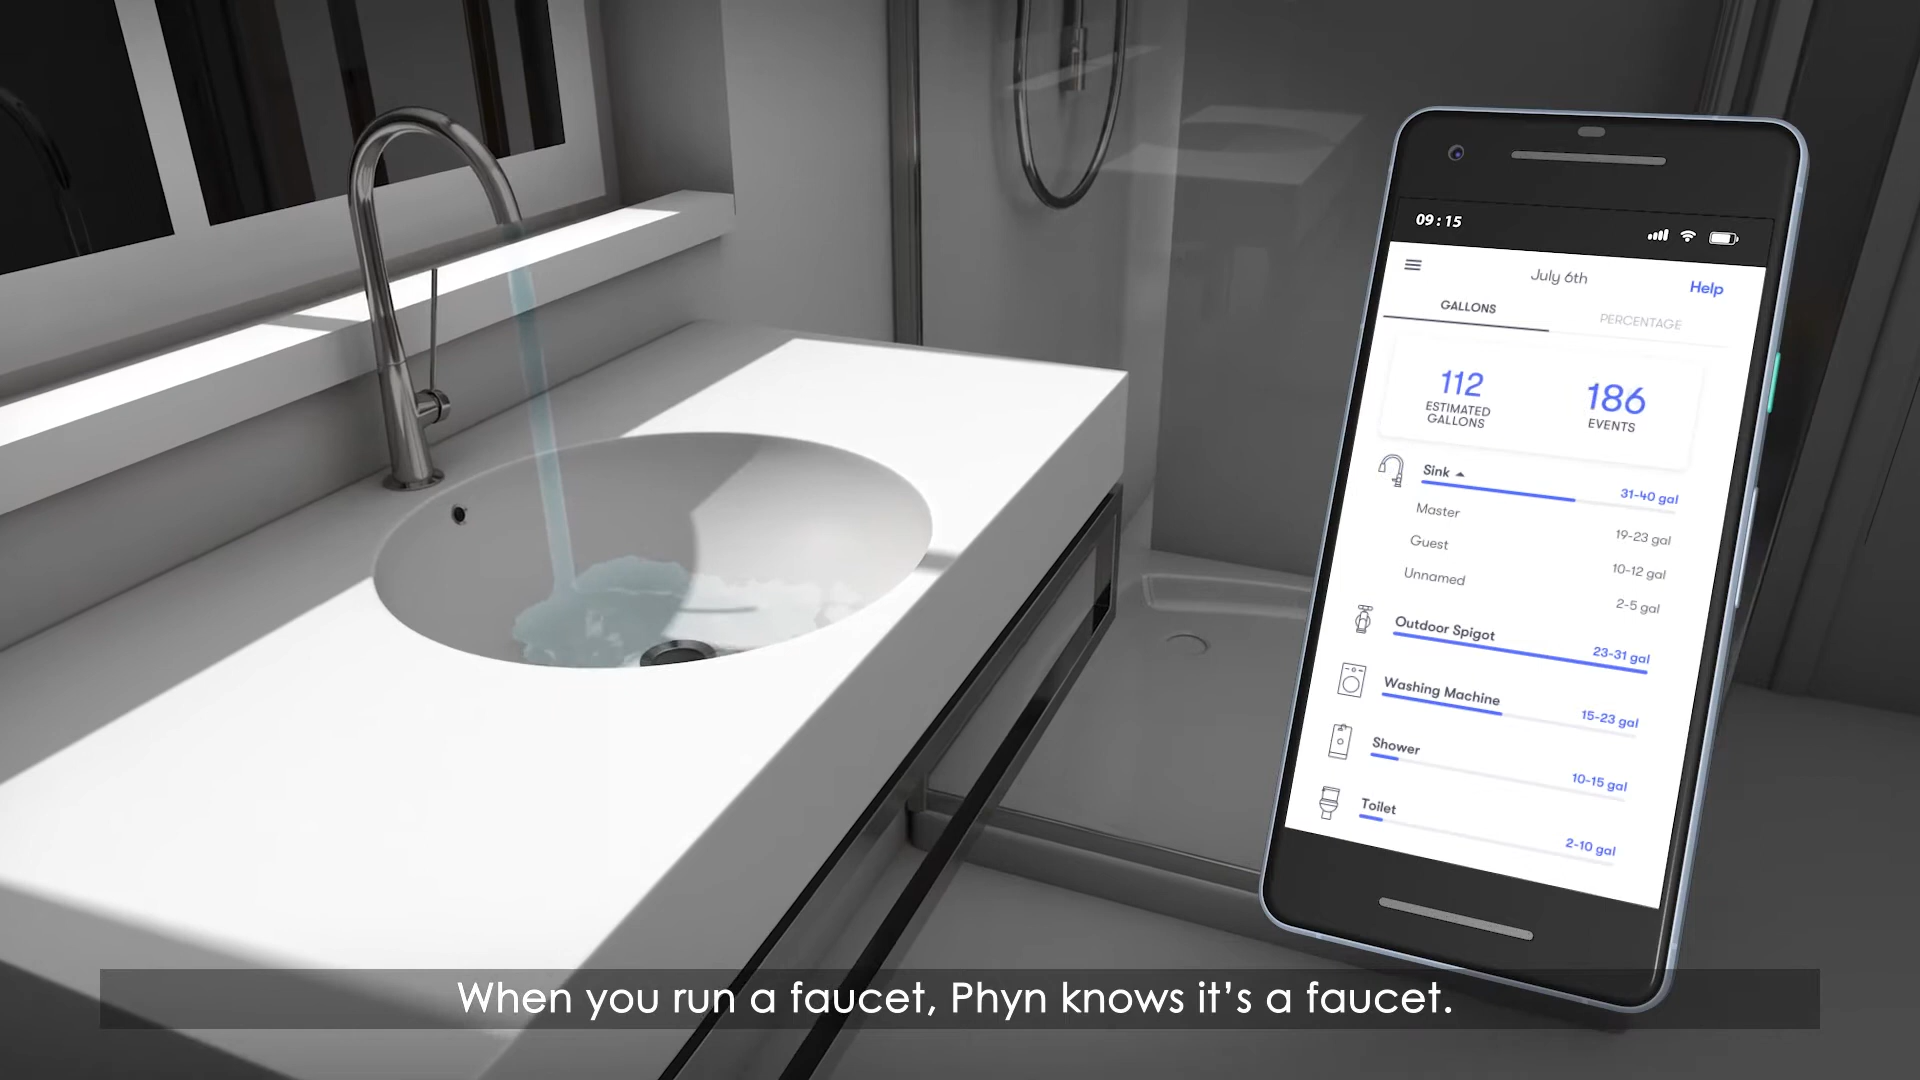 09:15
July 6th
Help
GALLONS
PERCENTAGE
112
ESTIMATED
GALLONS
186
EVENTS
Sink
31-40 gal
Master
19-23 gal
Guest
10-12 gal
Unnamed
2-5 gal
Outdoor Spigot
23-31 gal
Washing Machine
15-23 gal
Shower
10-15 gal
Toilet
2-10 gal
When you run a faucet, Phyn knows it's a faucet.